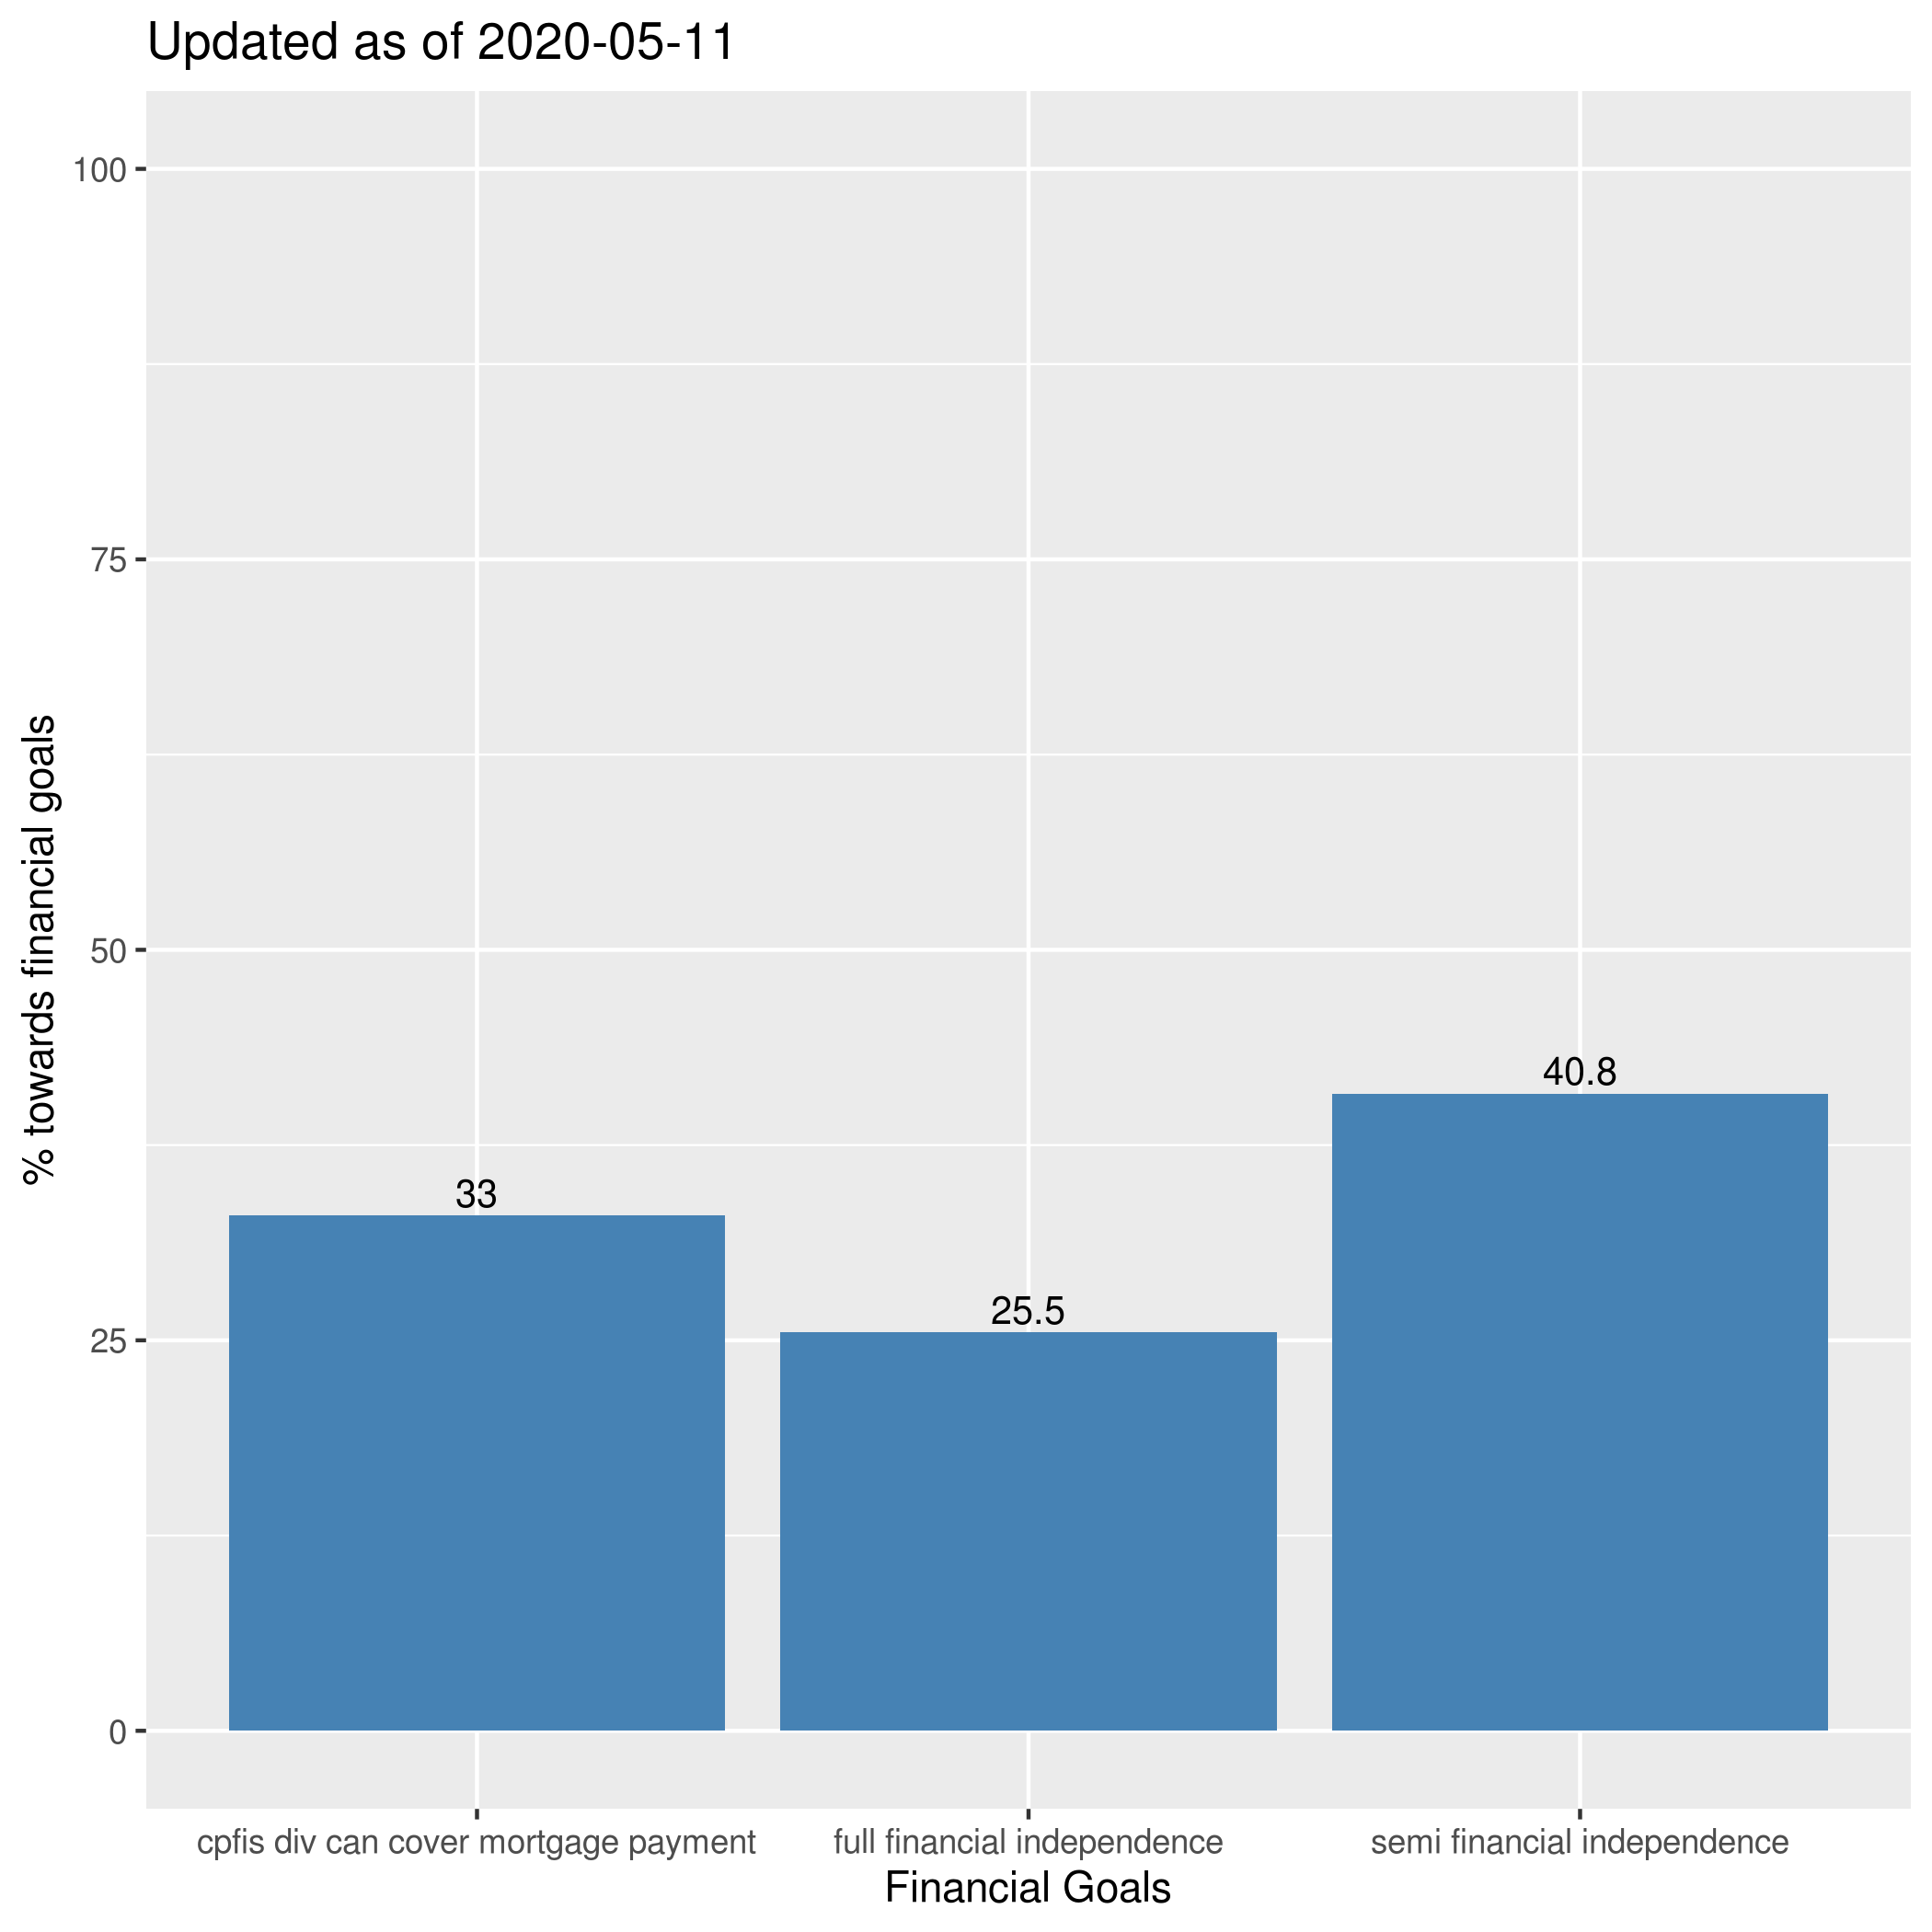 Updated as of 2020-05-11
% towards financial goals
100
75
50
25
0
33
25.5
40.8
cpfis div can cover mortgage payment
full financial independence
semi financial independence
Financial Goals